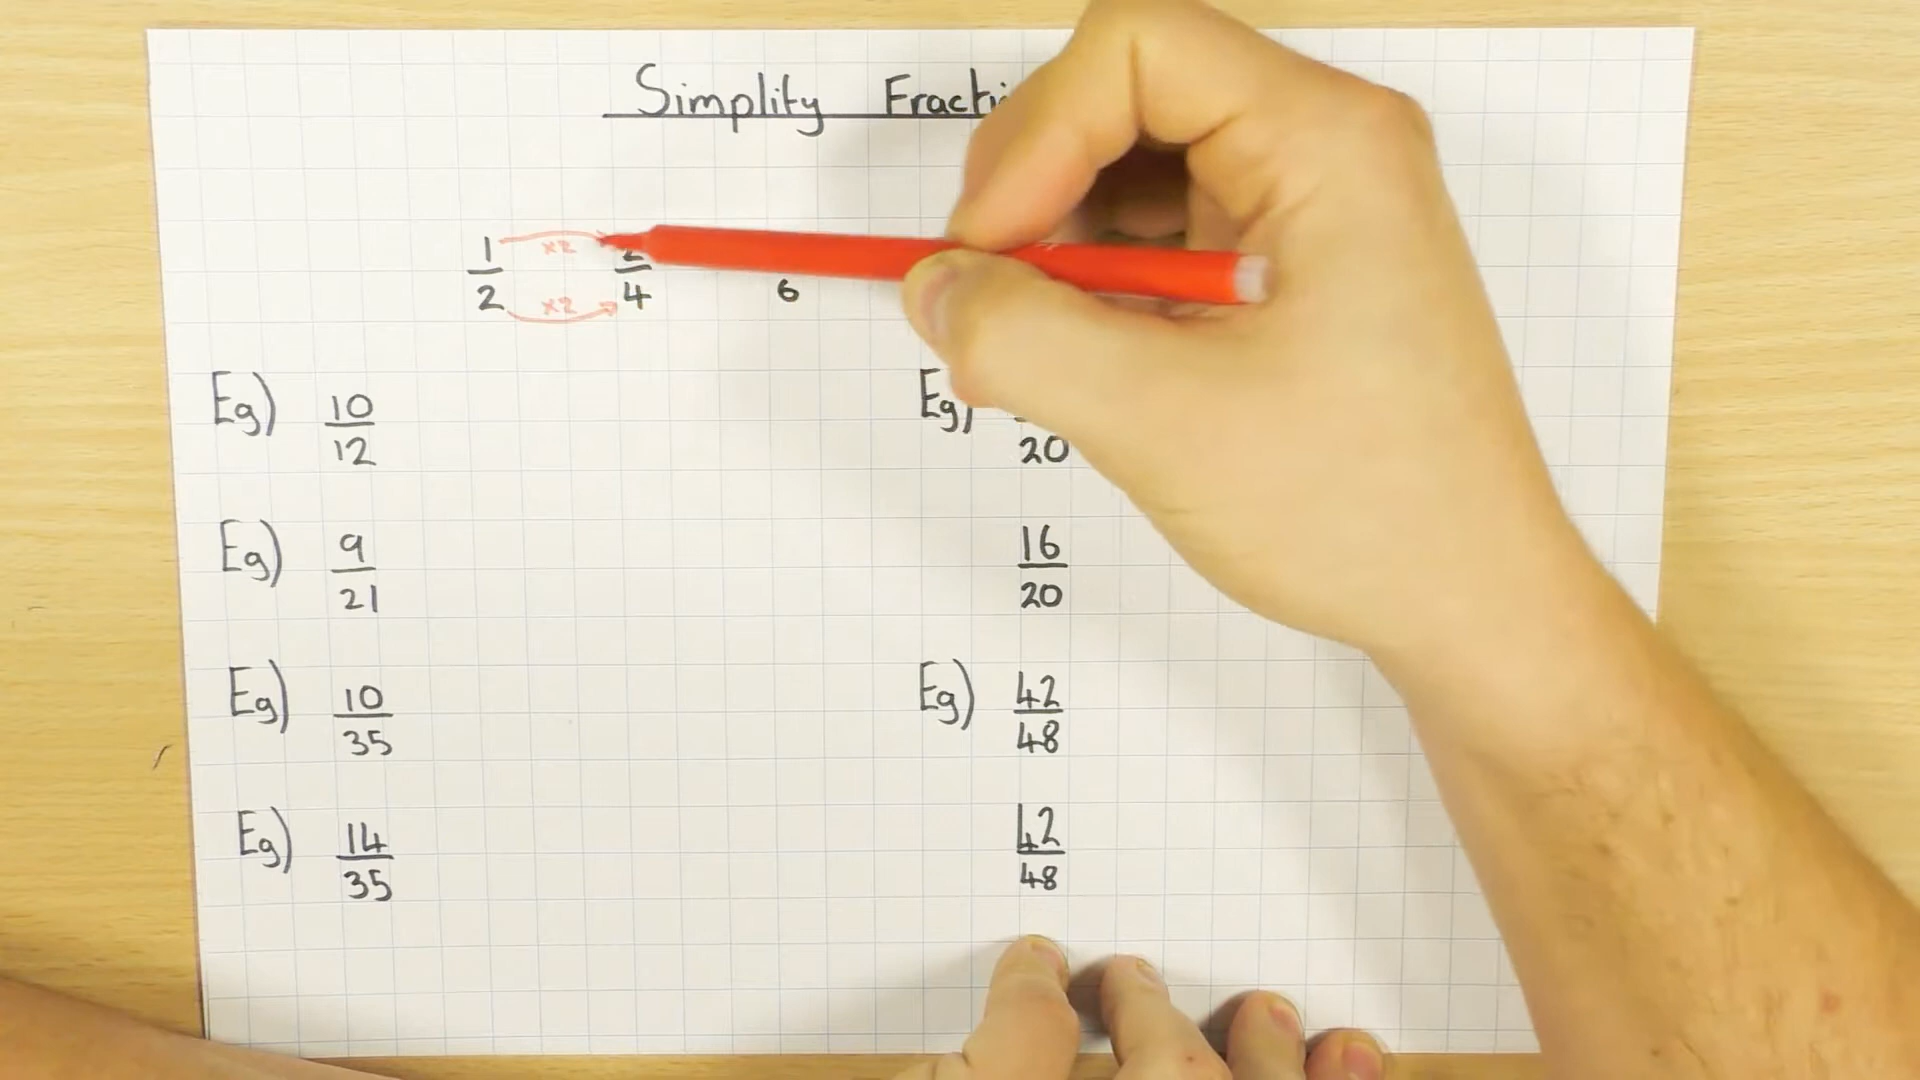 Simplify Fracti
1 ×2
2 ×2 4 6
Eg) 10
12
Eg) 9
21
Eg) 10
35
Eg) 14
35
Eg)
20
16
20
Eg) 42
48
42
48